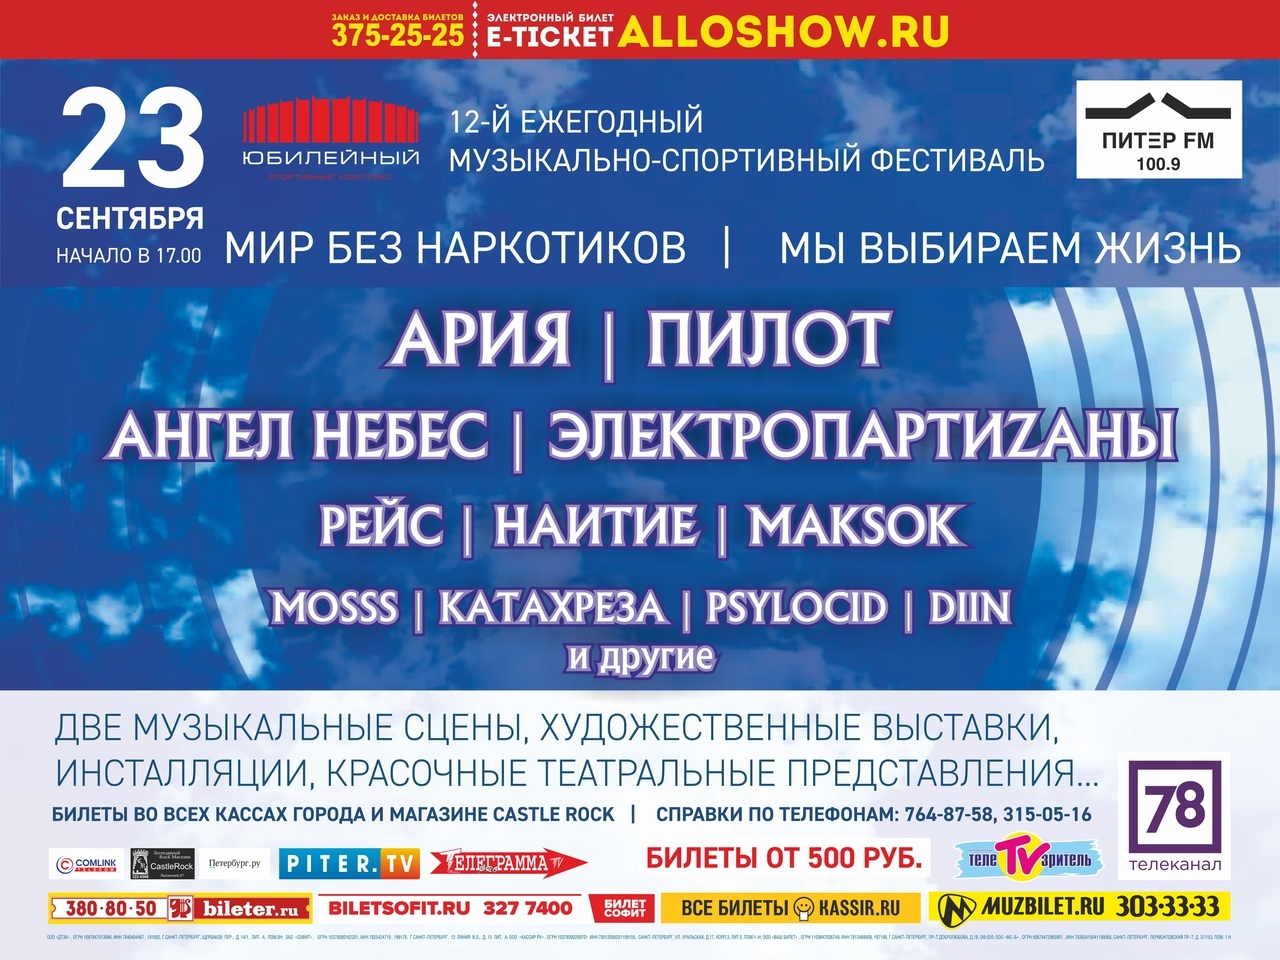 ЗАКАЗ И ДОСТАВКА БИЛЕТОВ
375-25-25
ЭЛЕКТРОННЫЙ БИЛЕТ
E-TICKET
ALLOSHOW.RU
23
СЕНТЯБРЯ
НАЧАЛО В 17.00
ЮБИЛЕЙНЫЙ
СПОРТИВНЫЙ КОМПЛЕКС
12-Й ЕЖЕГОДНЫЙ
МУЗЫКАЛЬНО-СПОРТИВНЫЙ ФЕСТИВАЛЬ
ПИТЕР FM
100.9
МИР БЕЗ НАРКОТИКОВ | МЫ ВЫБИРАЕМ ЖИЗНЬ
АРИЯ | ПИЛОТ
АНГЕЛ НЕБЕС | ЭЛЕКТРОПАРТИZАНЫ
РЕЙС | НАИТИЕ | MAKSOK
MOSSS | КАТАХРЕЗА | PSYLOCID | DIIN
и другие
ДВЕ МУЗЫКАЛЬНЫЕ СЦЕНЫ, ХУДОЖЕСТВЕННЫЕ ВЫСТАВКИ,
ИНСТАЛЛЯЦИИ, КРАСОЧНЫЕ ТЕАТРАЛЬНЫЕ ПРЕДСТАВЛЕНИЯ...
БИЛЕТЫ ВО ВСЕХ КАССАХ ГОРОДА И МАГАЗИНЕ CASTLE ROCK | СПРАВКИ ПО ТЕЛЕФОНАМ: 764-87-58, 315-05-16
78
телеканал
COMLINK
TELECOM
CastleRock
Петербург.ру
PITER.TV
ТЕЛЕГРАММА TV
БИЛЕТЫ ОТ 500 РУБ.
теле TV зритель
380-80-50 bileter.ru
BILETSOFIT.RU 327 7400
БИЛЕТ
СОФИТ
ВСЕ БИЛЕТЫ KASSIR.RU
MUZBILET.RU 303-33-33